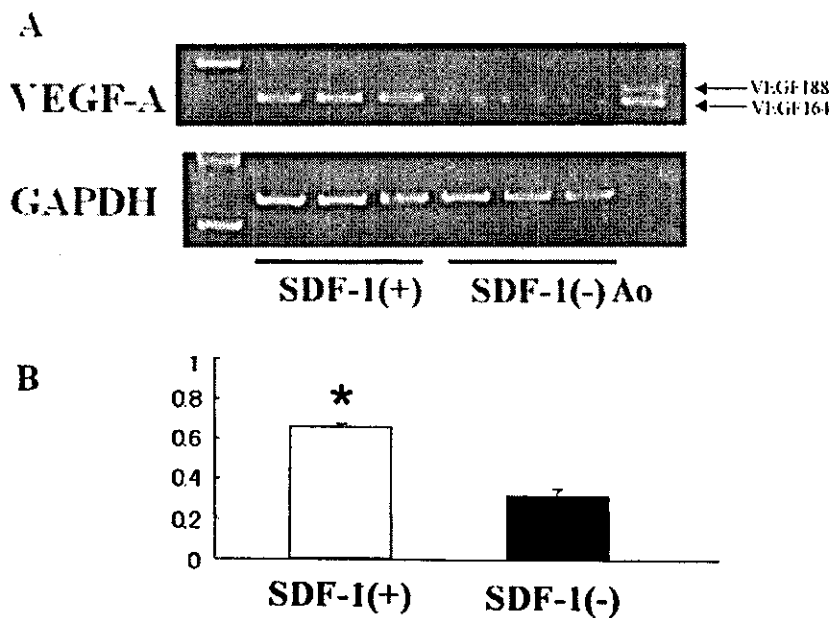 A
VEGF-A
VEGF188
VEGF164
GAPDH
SDF-1(+) SDF-1(-) Ao
B
1
0.8
0.6
0.4
0.2
0
*
SDF-1(+) SDF-1(-)